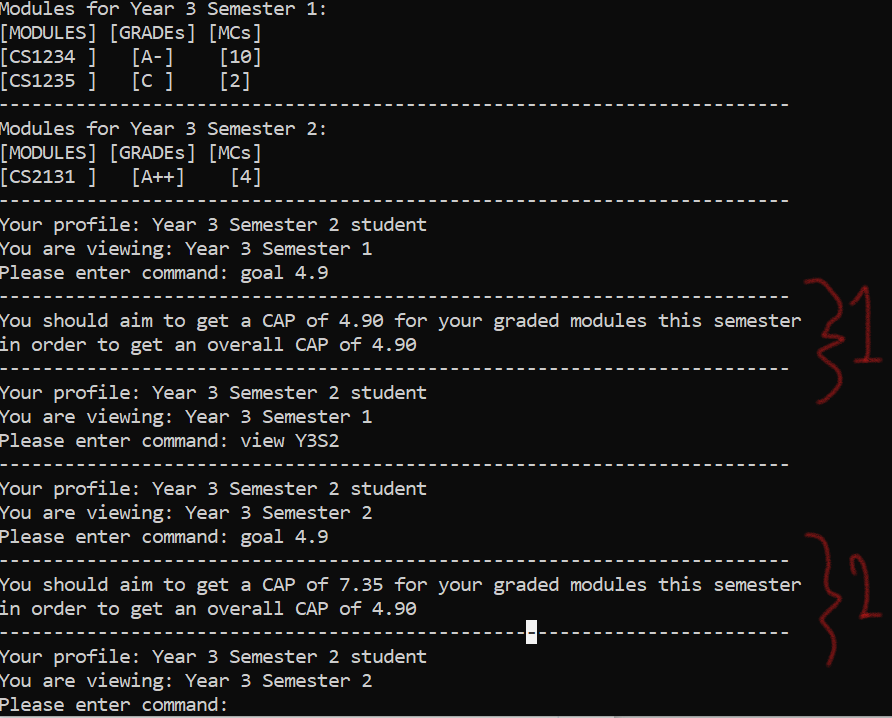 Modules for Year 3 Semester 1:
[MODULES] [GRADEs] [MCs]
[CS1234 ]   [A-]    [10]
[CS1235 ]   [C ]    [2]
------------------------------------------------------------------------
Modules for Year 3 Semester 2:
[MODULES] [GRADEs] [MCs]
[CS2131 ]   [A++]    [4]
------------------------------------------------------------------------
Your profile: Year 3 Semester 2 student
You are viewing: Year 3 Semester 1
Please enter command: goal 4.9
------------------------------------------------------------------------
You should aim to get a CAP of 4.90 for your graded modules this semester
in order to get an overall CAP of 4.90
1
------------------------------------------------------------------------
Your profile: Year 3 Semester 2 student
You are viewing: Year 3 Semester 1
Please enter command: view Y3S2
------------------------------------------------------------------------
Your profile: Year 3 Semester 2 student
You are viewing: Year 3 Semester 2
Please enter command: goal 4.9
------------------------------------------------------------------------
You should aim to get a CAP of 7.35 for your graded modules this semester
in order to get an overall CAP of 4.90
2
------------------------------------------------------------------------
Your profile: Year 3 Semester 2 student
You are viewing: Year 3 Semester 2
Please enter command: